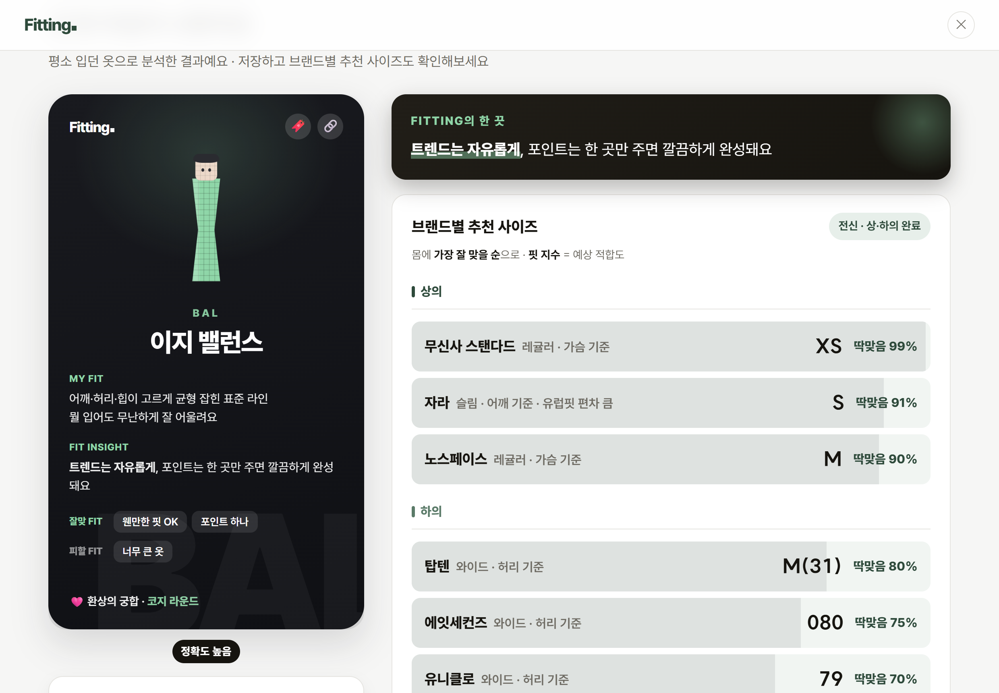 Fitting.
평소 입던 옷으로 분석한 결과예요 · 저장하고 브랜드별 추천 사이즈도 확인해보세요
Fitting.
BAL
이지 밸런스
MY FIT
어깨·허리·힙이 고르게 균형 잡힌 표준 라인
뭘 입어도 무난하게 잘 어울려요
FIT INSIGHT
트렌드는 자유롭게, 포인트는 한 곳만 주면 깔끔하게 완성
돼요
잘맞 FIT 웬만한 핏 OK 포인트 하나
피할 FIT 너무 큰 옷
환상의 궁합 · 코지 라운드
BAL
정확도 높음
FITTING의 한 끗
트렌드는 자유롭게, 포인트는 한 곳만 주면 깔끔하게 완성돼요
브랜드별 추천 사이즈
전신 · 상·하의 완료
몸에 가장 잘 맞을 순으로 · 핏 지수 = 예상 적합도
상의
무신사 스탠다드 레귤러 · 가슴 기준 XS 딱맞음 99%
자라 슬림 · 어깨 기준 · 유럽핏 편차 큼 S 딱맞음 91%
노스페이스 레귤러 · 가슴 기준 M 딱맞음 90%
하의
탑텐 와이드 · 허리 기준 M(31) 딱맞음 80%
에잇세컨즈 와이드 · 허리 기준 080 딱맞음 75%
유니클로 와이드 · 허리 기준 79 딱맞음 70%